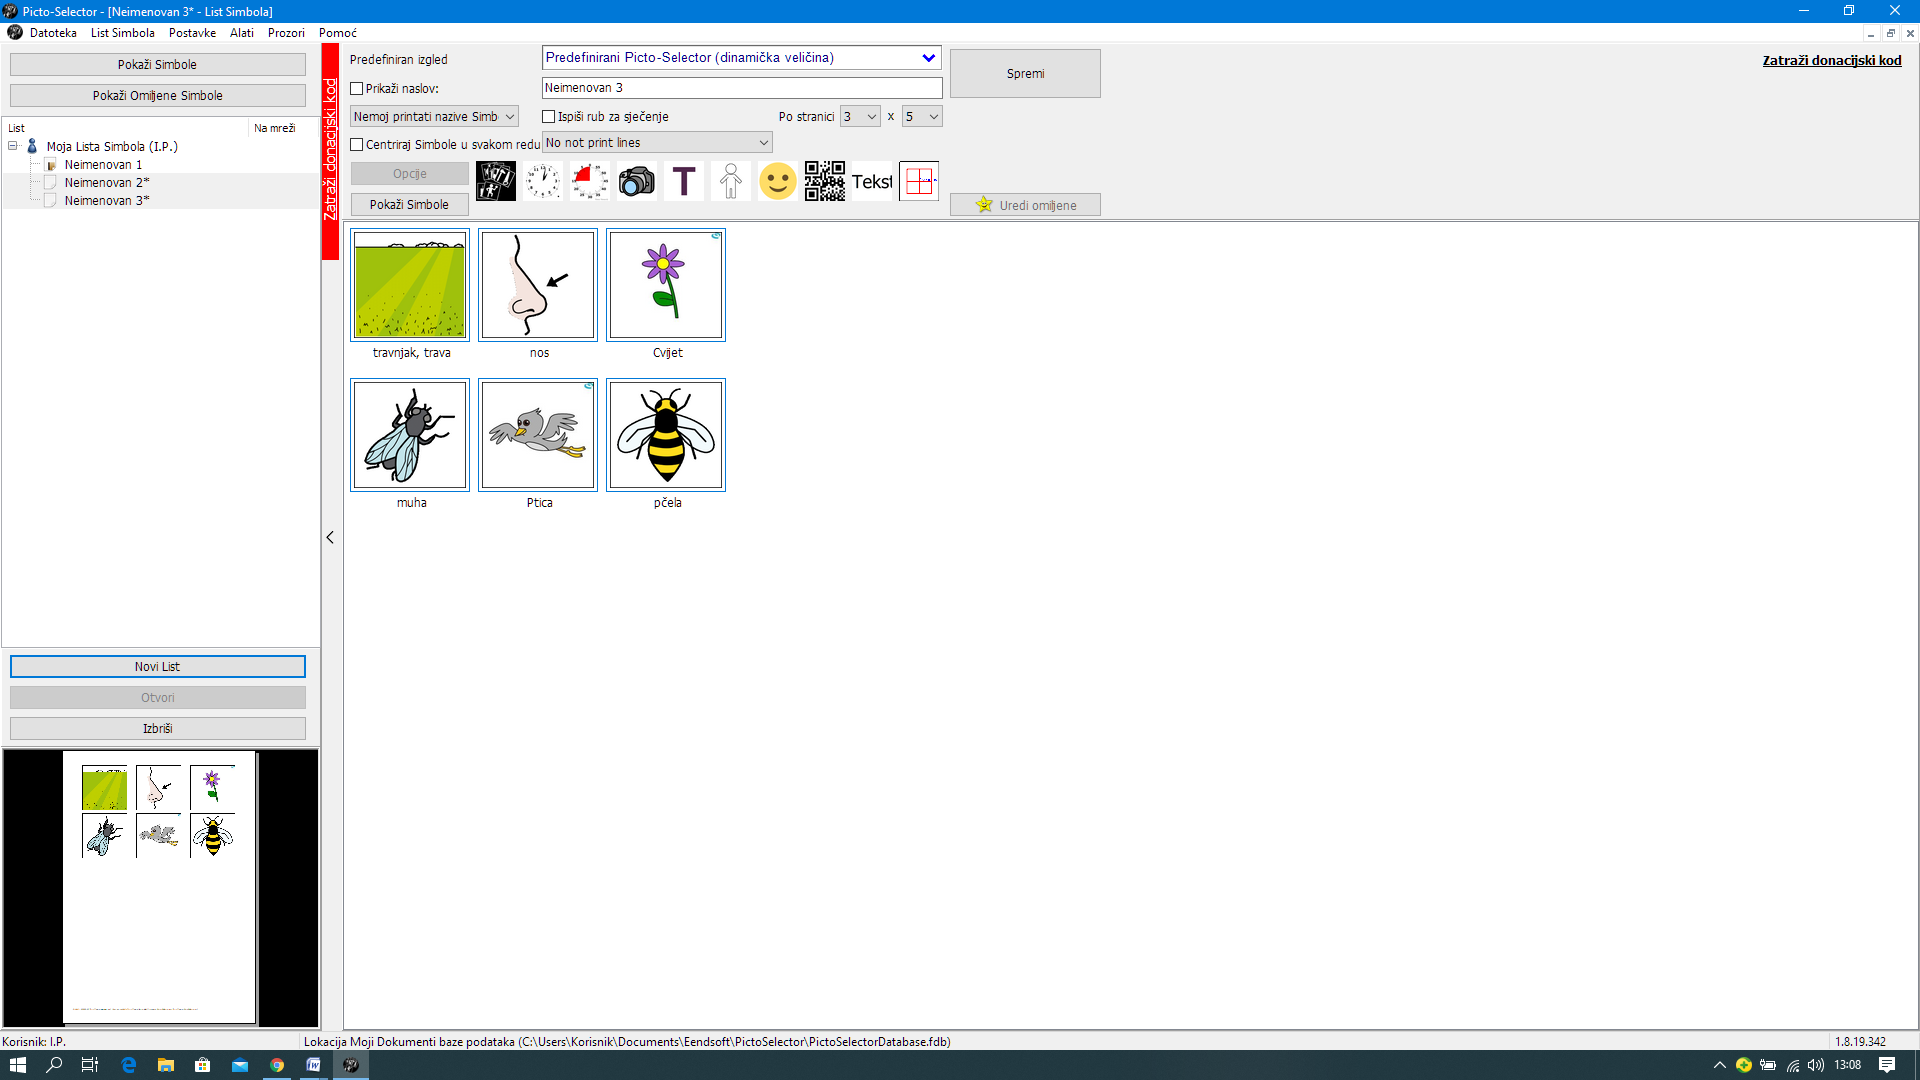 Picto-Selector - [Neimenovan 3* - List Simbola]
Datoteka List Simbola Postavke Alati Prozori Pomoć
Pokaži Simbole
Pokaži Omiljene Simbole
List Na mreži
Moja Lista Simbola (I.P.)
Neimenovan 1
Neimenovan 2*
Neimenovan 3*
Novi List
Otvori
Izbriši
Zatraži donacijski kod
Predefiniran izgled Predefinirani Picto-Selector (dinamička veličina)
Spremi
Zatraži donacijski kod
Prikaži naslov: Neimenovan 3
Nemoj printati nazive Simb Ispiši rub za sječenje Po stranici 3 x 5
Centriraj Simbole u svakom redu No not print lines
Opcije
T
Tekst
Pokaži Simbole
Uredi omiljene
travnjak, trava nos Cvijet
muha Ptica pčela
Korisnik: I.P. Lokacija Moji Dokumenti baze podataka (C:\Users\Korisnik\Documents\Eendsoft\PictoSelector\PictoSelectorDatabase.fdb) 1.8.19.342
13:08